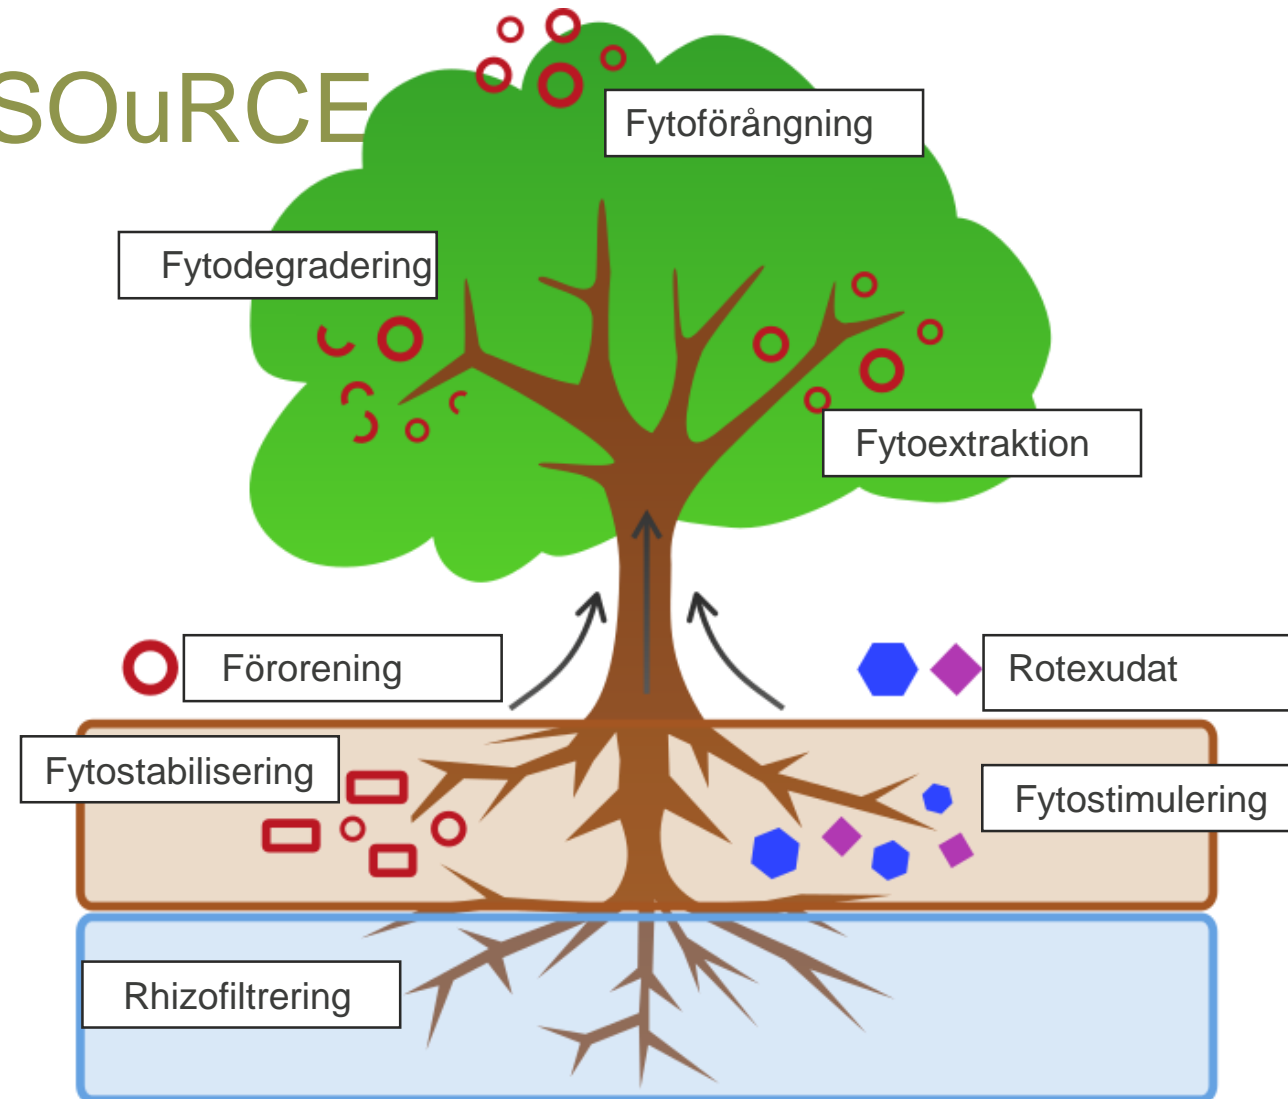 SOuRCE
Fytoförångning
Fytodegradering
Fytoextraktion
Förorening
Rotexudat
Fytostabilisering
Fytostimulering
Rhizofiltrering